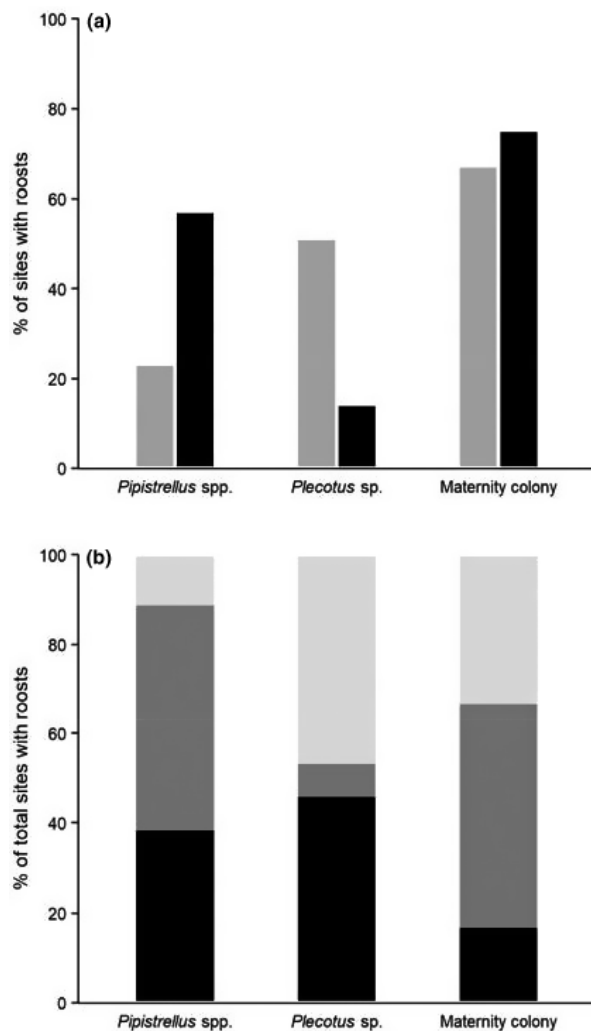 (a)
% of sites with roosts
100
80
60
40
20
0
Pipistrellus spp. Plecotus sp. Maternity colony
(b)
% of total sites with roosts
100
80
60
40
20
0
Pipistrellus spp. Plecotus sp. Maternity colony